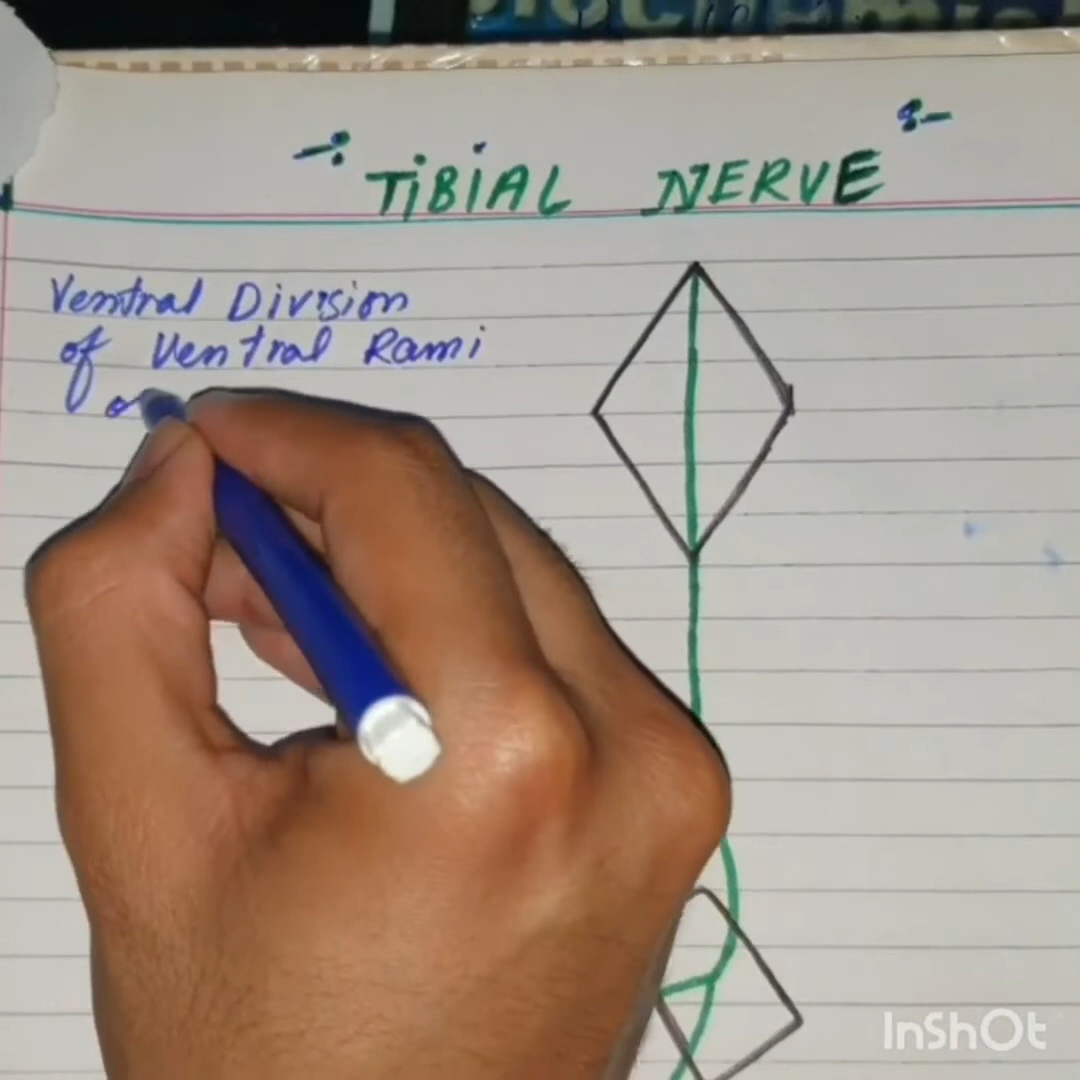 -: TiBiAL NERVE :-
Ventral Division
of Ventral Rami
InShOt